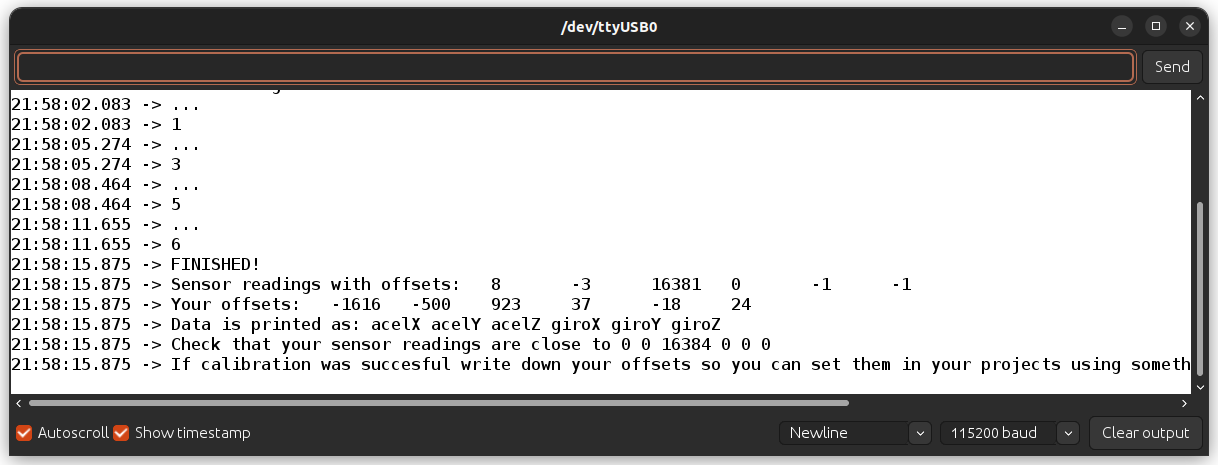 /dev/ttyUSB0
Send
21:58:02.083 -> ...
21:58:02.083 -> 1
21:58:05.274 -> ...
21:58:05.274 -> 3
21:58:08.464 -> ...
21:58:08.464 -> 5
21:58:11.655 -> ...
21:58:11.655 -> 6
21:58:15.875 -> FINISHED!
21:58:15.875 -> Sensor readings with offsets: 8 -3 16381 0 -1 -1
21:58:15.875 -> Your offsets: -1616 -500 923 37 -18 24
21:58:15.875 -> Data is printed as: acelX acelY acelZ giroX giroY giroZ
21:58:15.875 -> Check that your sensor readings are close to 0 0 16384 0 0 0
21:58:15.875 -> If calibration was succesful write down your offsets so you can set them in your projects using someth
Autoscroll Show timestamp Newline 115200 baud Clear output